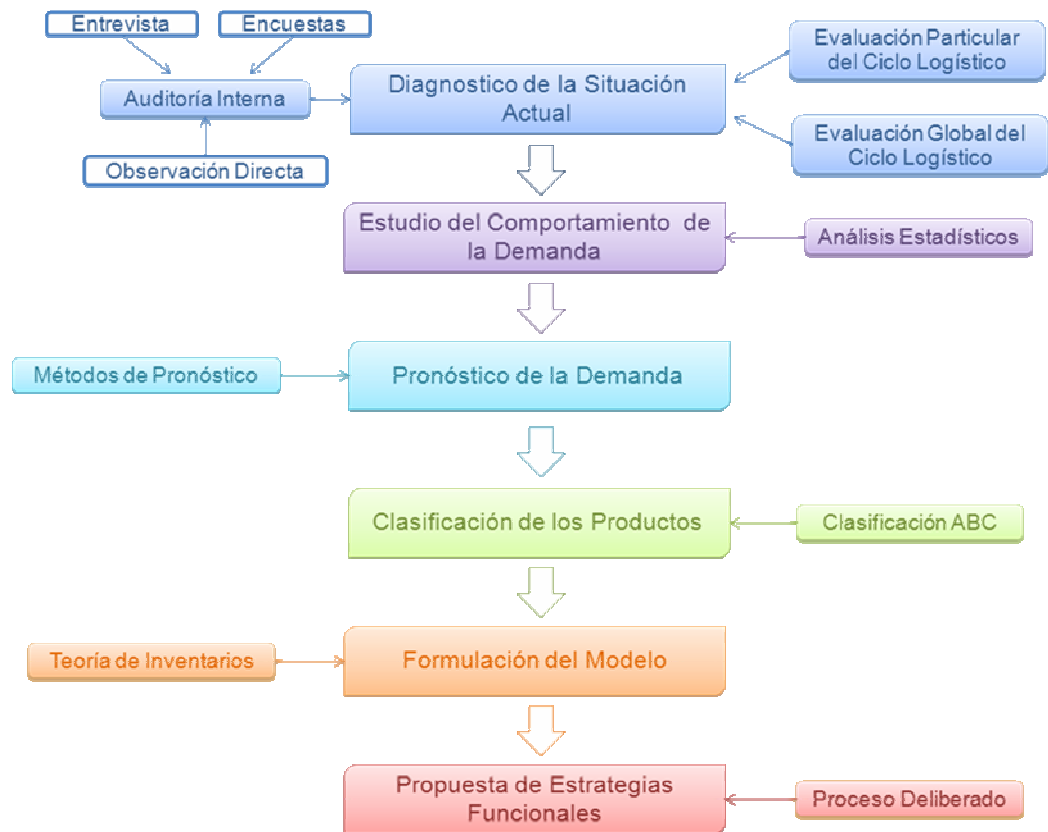 Entrevista
Encuestas
Auditoría Interna
Observación Directa
Diagnostico de la Situación
Actual
Evaluación Particular
del Ciclo Logístico
Evaluación Global del
Ciclo Logístico
Estudio del Comportamiento de
la Demanda
Análisis Estadísticos
Métodos de Pronóstico
Pronóstico de la Demanda
Clasificación de los Productos
Clasificación ABC
Teoría de Inventarios
Formulación del Modelo
Propuesta de Estrategias
Funcionales
Proceso Deliberado